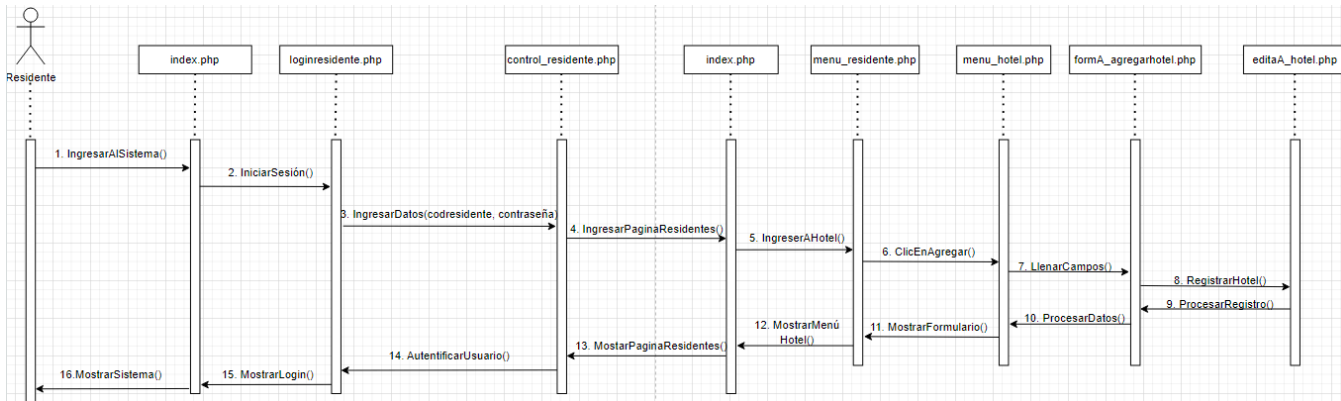 Residente
index.php
loginresidente.php
control_residente.php
index.php
menu_residente.php
menu_hotel.php
formA_agregarhotel.php
editaA_hotel.php
1. IngresarAlSistema()
2. IniciarSesión()
3. IngresarDatos(codresidente, contraseña)
4. IngresarPaginaResidentes()
5. IngreserAHotel()
6. ClicEnAgregar()
7. LlenarCampos()
8. RegistrarHotel()
9. ProcesarRegistro()
10. ProcesarDatos()
11. MostrarFormulario()
12. MostrarMenú
Hotel()
13. MostarPaginaResidentes()
14. AutentificarUsuario()
15. MostrarLogin()
16.MostrarSistema()